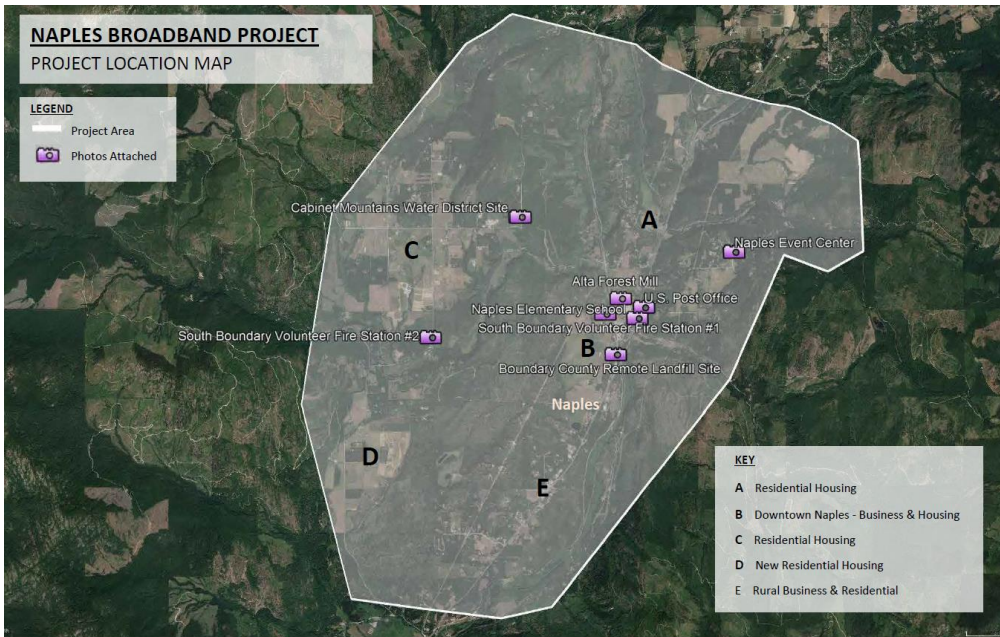 NAPLES BROADBAND PROJECT
PROJECT LOCATION MAP
LEGEND
Project Area
Photos Attached
Cabinet Mountains Water District Site
A
C
Naples Event Center
Alta Forest Mill
U.S. Post Office
Naples Elementary School
South Boundary Volunteer Fire Station #1
South Boundary Volunteer Fire Station #2
B
Boundary County Remote Landfill Site
Naples
D
E
KEY
A Residential Housing
B Downtown Naples - Business & Housing
C Residential Housing
D New Residential Housing
E Rural Business & Residential